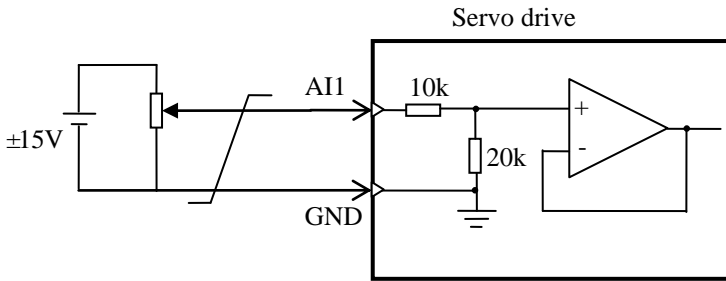 Servo drive
AI1
10k
+
±15V
20k
-
GND